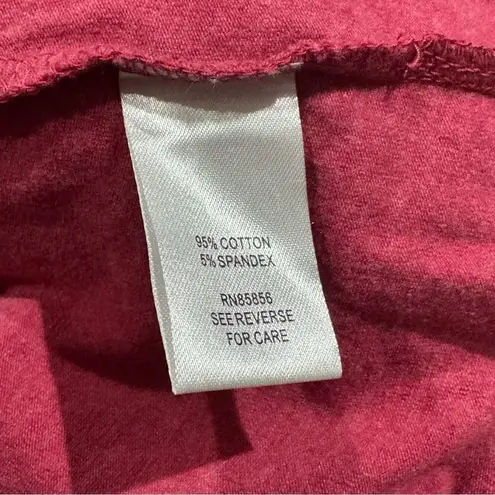 95% COTTON
5% SPANDEX
RN85856
SEE REVERSE
FOR CARE